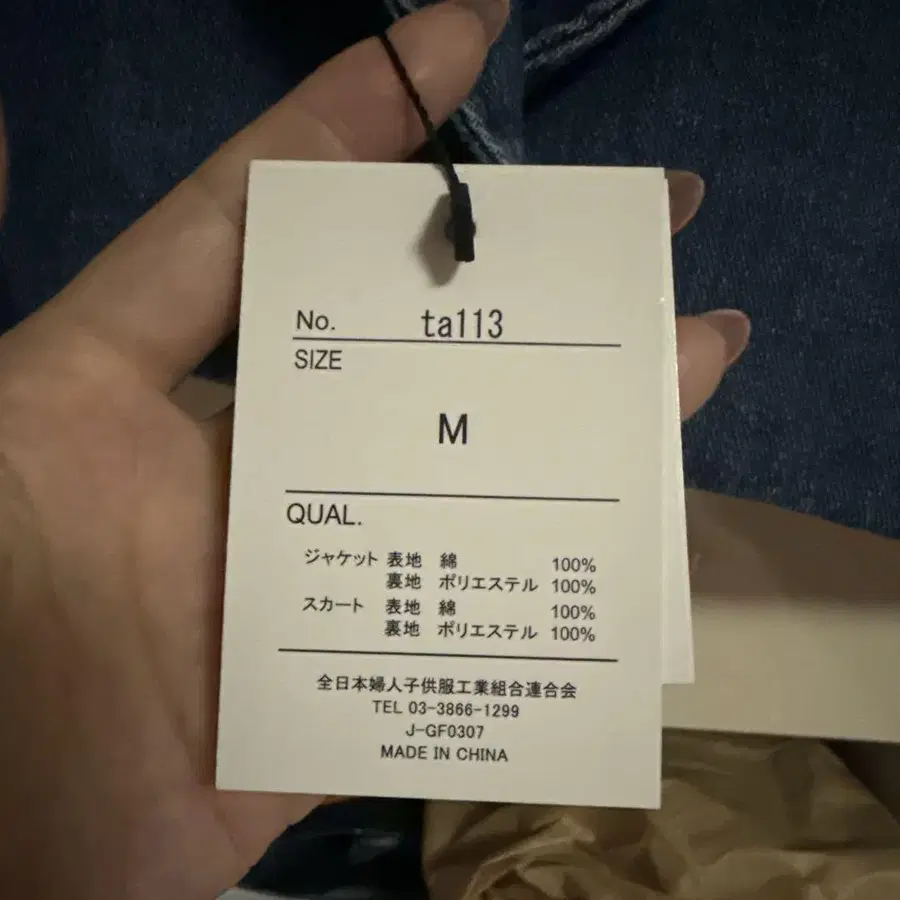 No. ta113
SIZE
M
QUAL.
ジャケット 表地 綿 100%
裏地 ポリエステル 100%
スカート 表地 綿 100%
裏地 ポリエステル 100%
全日本婦人子供服工業組合連合会
TEL 03-3866-1299
J-GF0307
MADE IN CHINA